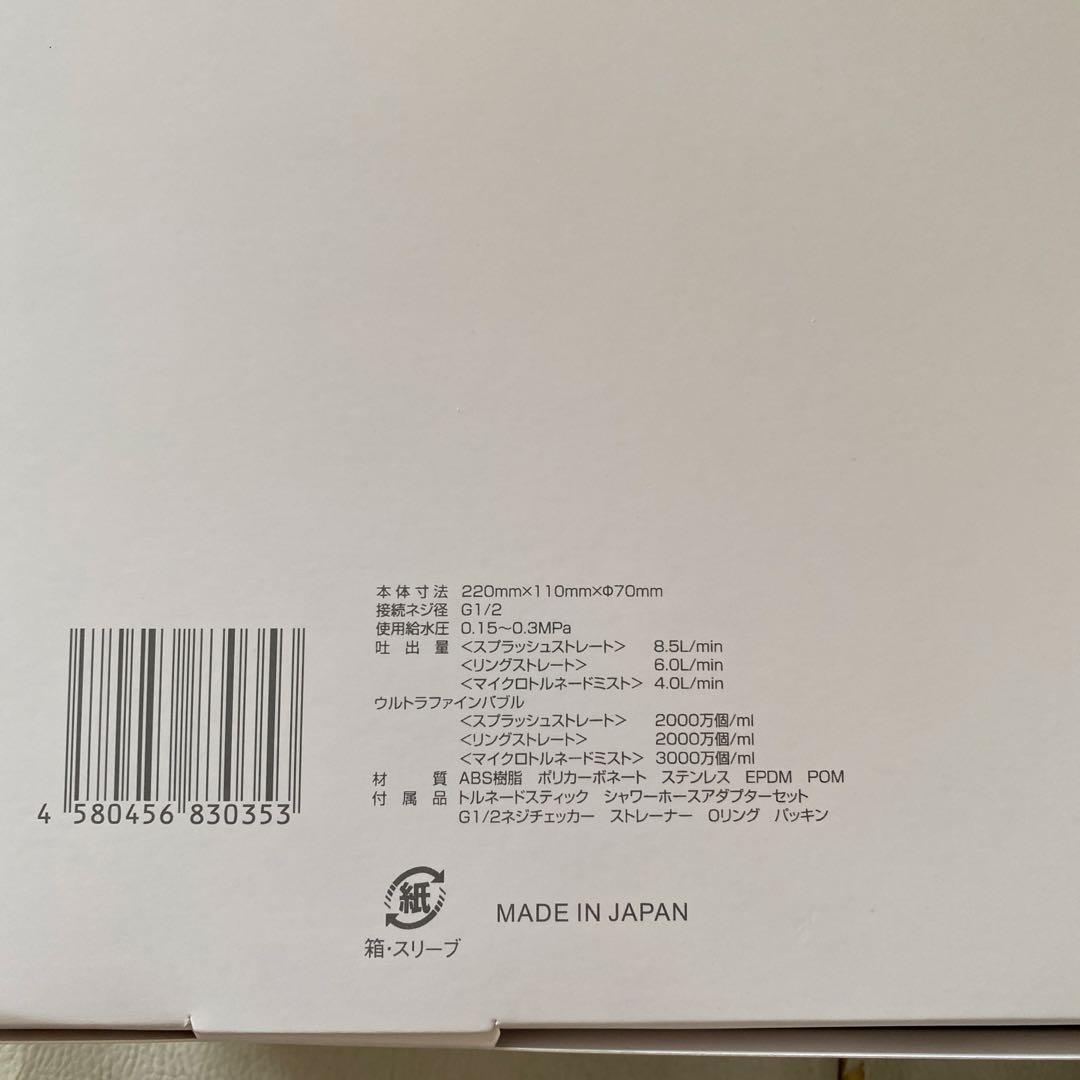 本体寸法 220mm×110mm×Φ70mm
接続ネジ径 G1/2
使用給水圧 0.15～0.3MPa
吐出量 <スプラッシュストレート> 8.5L/min
<リングストレート> 6.0L/min
<マイクロトルネードミスト> 4.0L/min
ウルトラファインバブル
<スプラッシュストレート> 2000万個/ml
<リングストレート> 2000万個/ml
<マイクロトルネードミスト> 3000万個/ml
材質 ABS樹脂 ポリカーボネート ステンレス EPDM POM
付属品 トルネードスティック シャワーホースアダプターセット
G1/2ネジチェッカー ストレーナー Oリング パッキン
4 580456 830353
紙
箱・スリーブ
MADE IN JAPAN